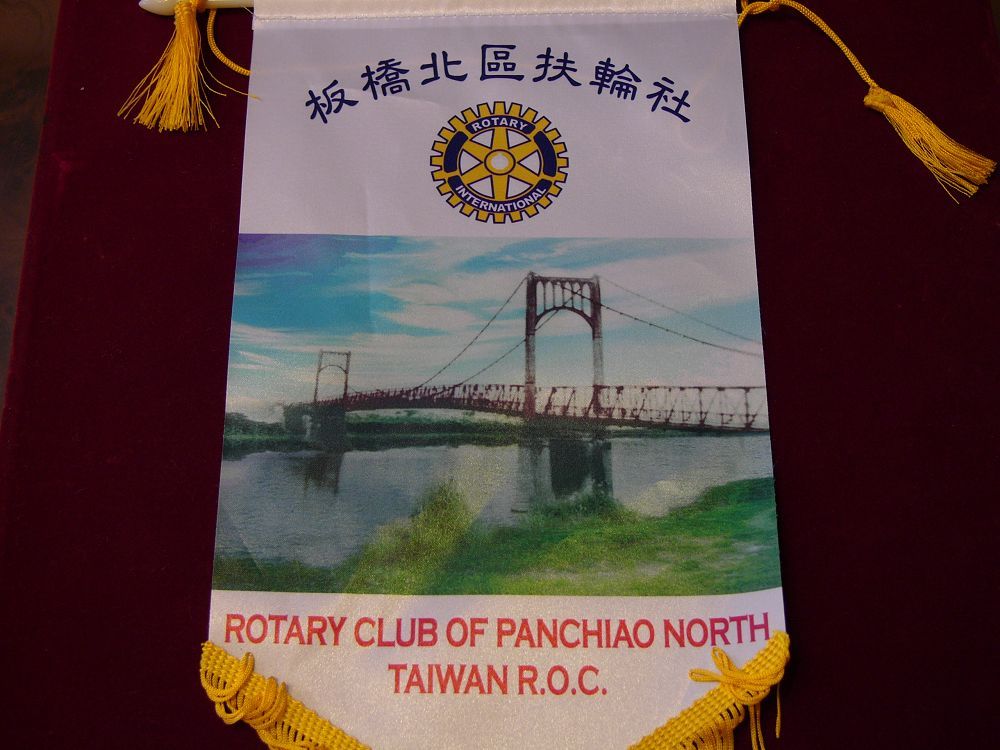 板橋北區扶輪社
ROTARY
INTERNATIONAL
ROTARY CLUB OF PANCHIAO NORTH
TAIWAN R.O.C.